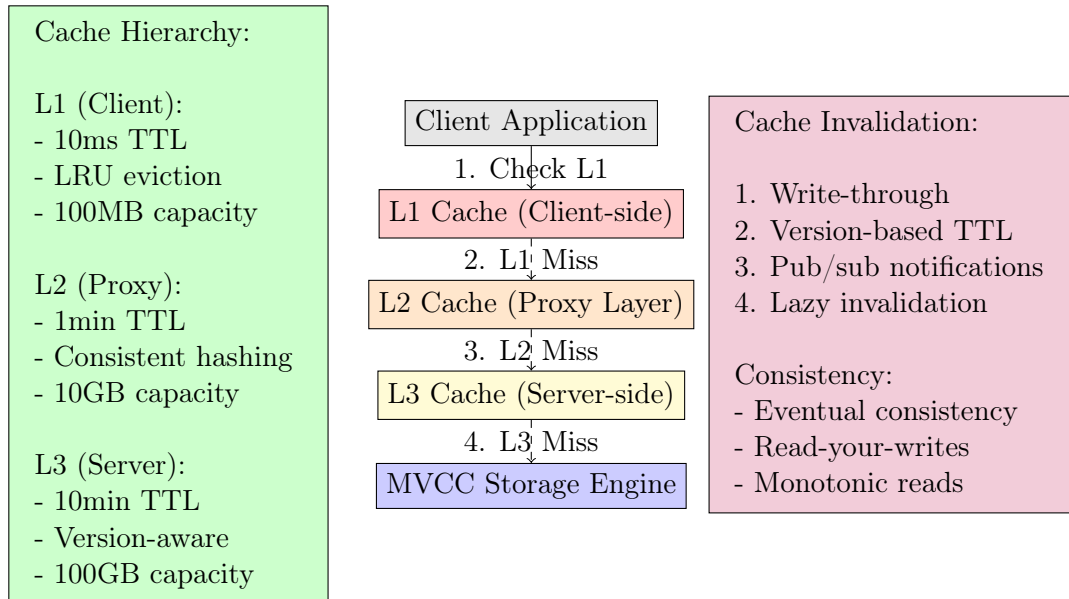 Cache Hierarchy:
L1 (Client):
- 10ms TTL
- LRU eviction
- 100MB capacity
L2 (Proxy):
- 1min TTL
- Consistent hashing
- 10GB capacity
L3 (Server):
- 10min TTL
- Version-aware
- 100GB capacity
Client Application
1. Check L1
L1 Cache (Client-side)
2. L1 Miss
L2 Cache (Proxy Layer)
3. L2 Miss
L3 Cache (Server-side)
4. L3 Miss
MVCC Storage Engine
Cache Invalidation:
1. Write-through
2. Version-based TTL
3. Pub/sub notifications
4. Lazy invalidation
Consistency:
- Eventual consistency
- Read-your-writes
- Monotonic reads